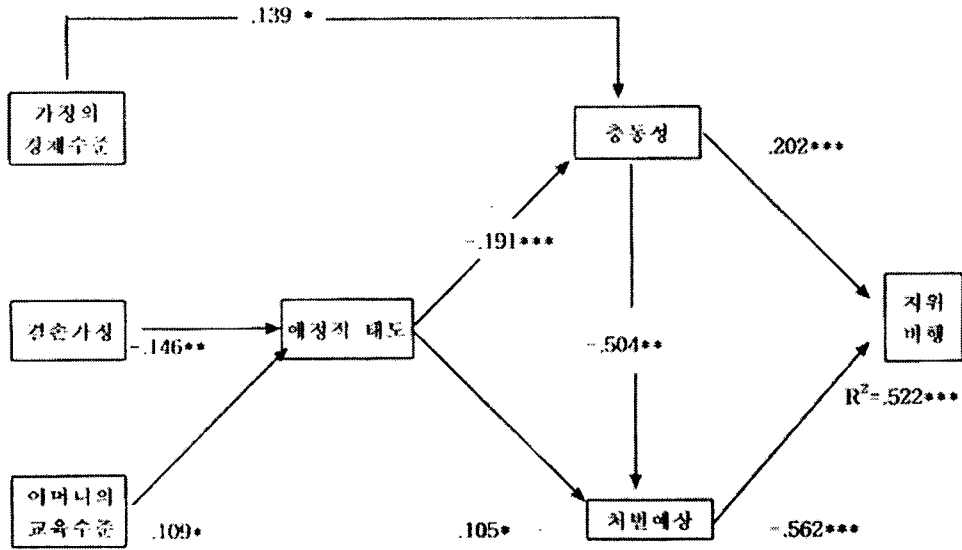 .139 *
가정의
경제수준
충동성
.202***
-.191***
결손가정
-.146**
애정적 태도
-.504**
지위
비행
R²=.522***
어머니의
교육수준
.109*
.105*
처벌예상
-.562***